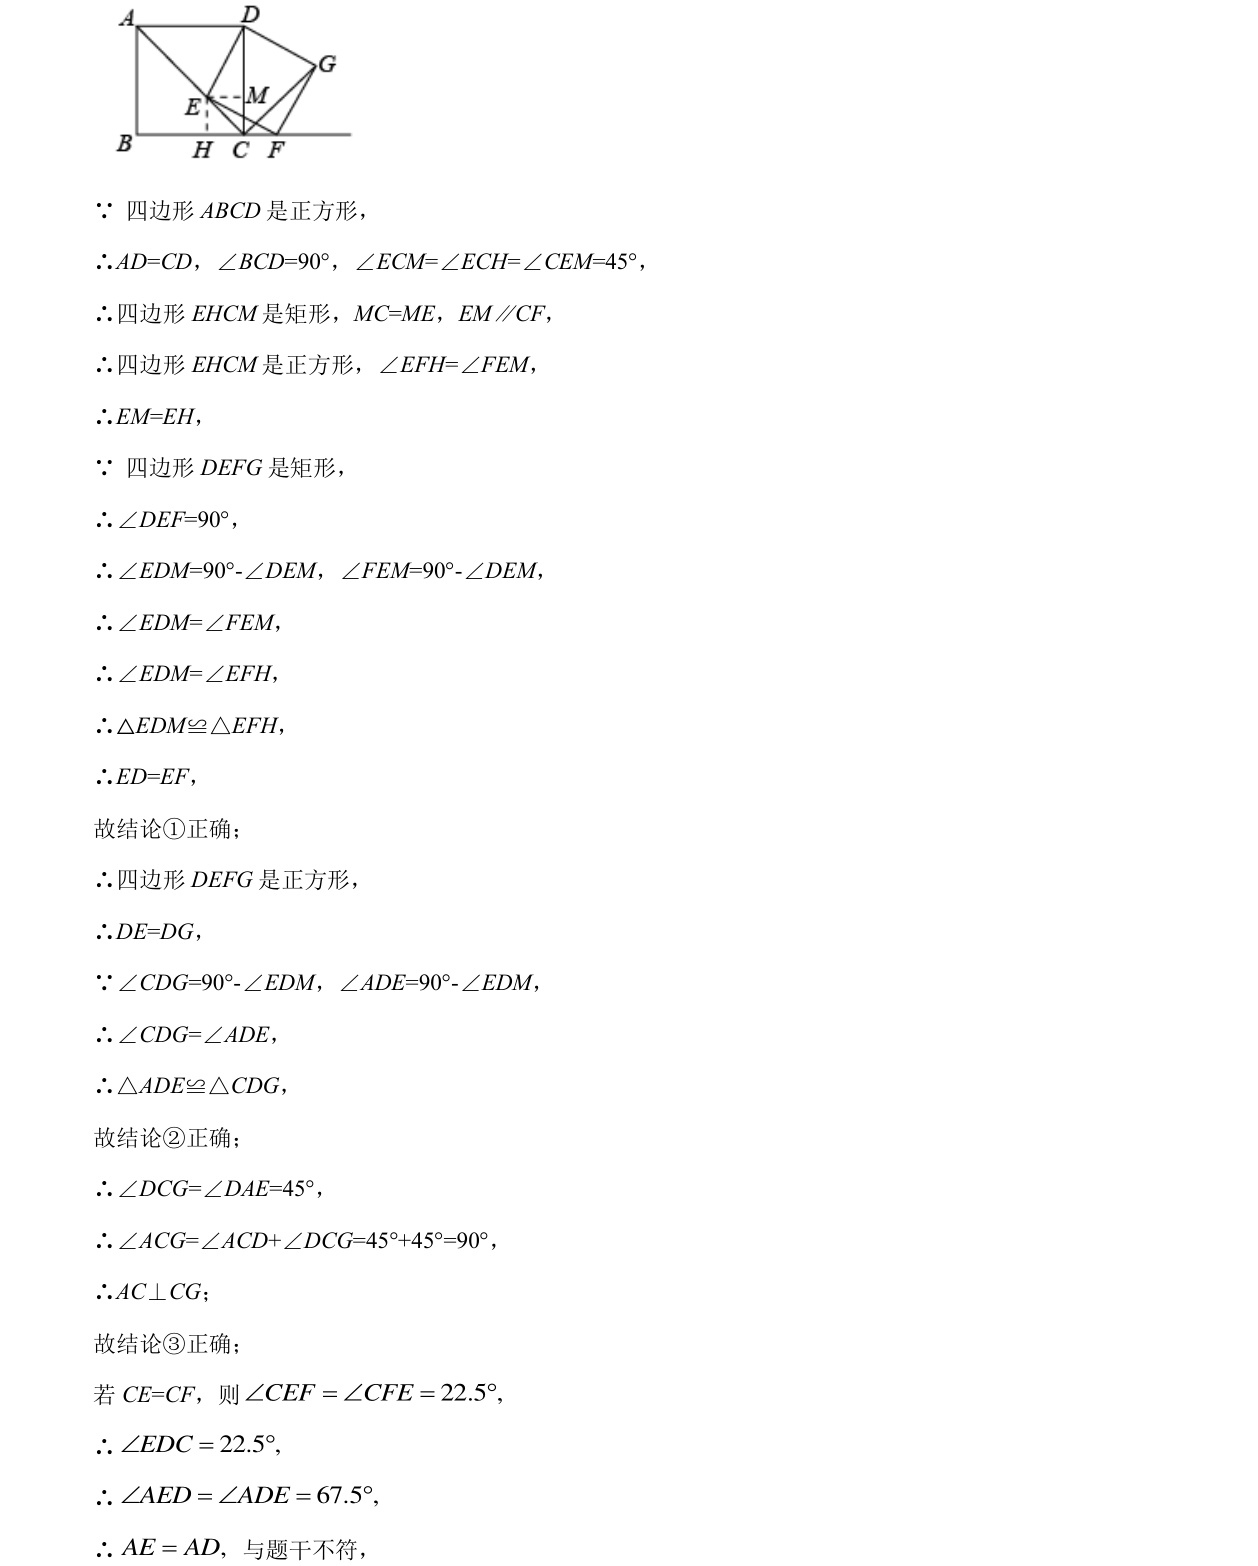 A D
G
E M
B H C F
∵ 四边形 ABCD 是正方形，
∴AD=CD，∠BCD=90°，∠ECM=∠ECH=∠CEM=45°，
∴四边形 EHCM 是矩形，MC=ME，EM∥CF，
∴四边形 EHCM 是正方形，∠EFH=∠FEM，
∴EM=EH，
∵ 四边形 DEFG 是矩形，
∴∠DEF=90°，
∴∠EDM=90°-∠DEM，∠FEM=90°-∠DEM，
∴∠EDM=∠FEM，
∴∠EDM=∠EFH，
∴△EDM≌△EFH，
∴ED=EF，
故结论①正确；
∴四边形 DEFG 是正方形，
∴DE=DG，
∵∠CDG=90°-∠EDM，∠ADE=90°-∠EDM，
∴∠CDG=∠ADE，
∴△ADE≌△CDG，
故结论②正确；
∴∠DCG=∠DAE=45°，
∴∠ACG=∠ACD+∠DCG=45°+45°=90°，
∴AC⊥CG；
故结论③正确；
若 CE=CF，则∠CEF = ∠CFE = 22.5°,
∴ ∠EDC = 22.5°,
∴ ∠AED = ∠ADE = 67.5°,
∴ AE = AD, 与题干不符，